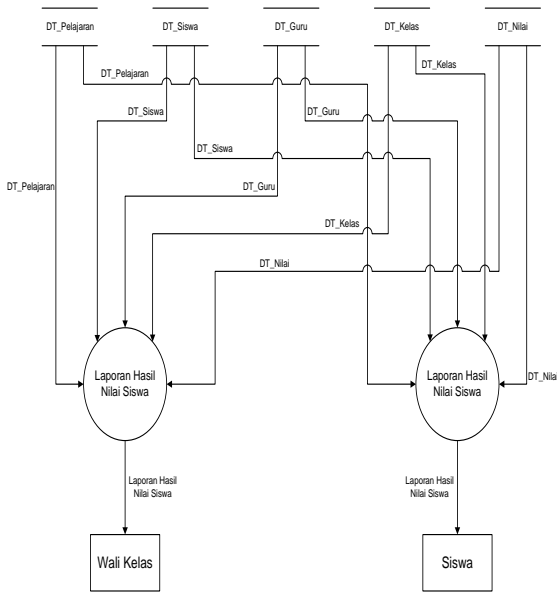 DT_Pelajaran
DT_Siswa
DT_Guru
DT_Kelas
DT_Nilai
DT_Kelas
DT_Pelajaran
DT_Siswa
DT_Guru
DT_Siswa
DT_Pelajaran
DT_Guru
DT_Kelas
DT_Nilai
Laporan Hasil
Nilai Siswa
Laporan Hasil
Nilai Siswa
DT_Nilai
Laporan Hasil
Nilai Siswa
Laporan Hasil
Nilai Siswa
Wali Kelas
Siswa